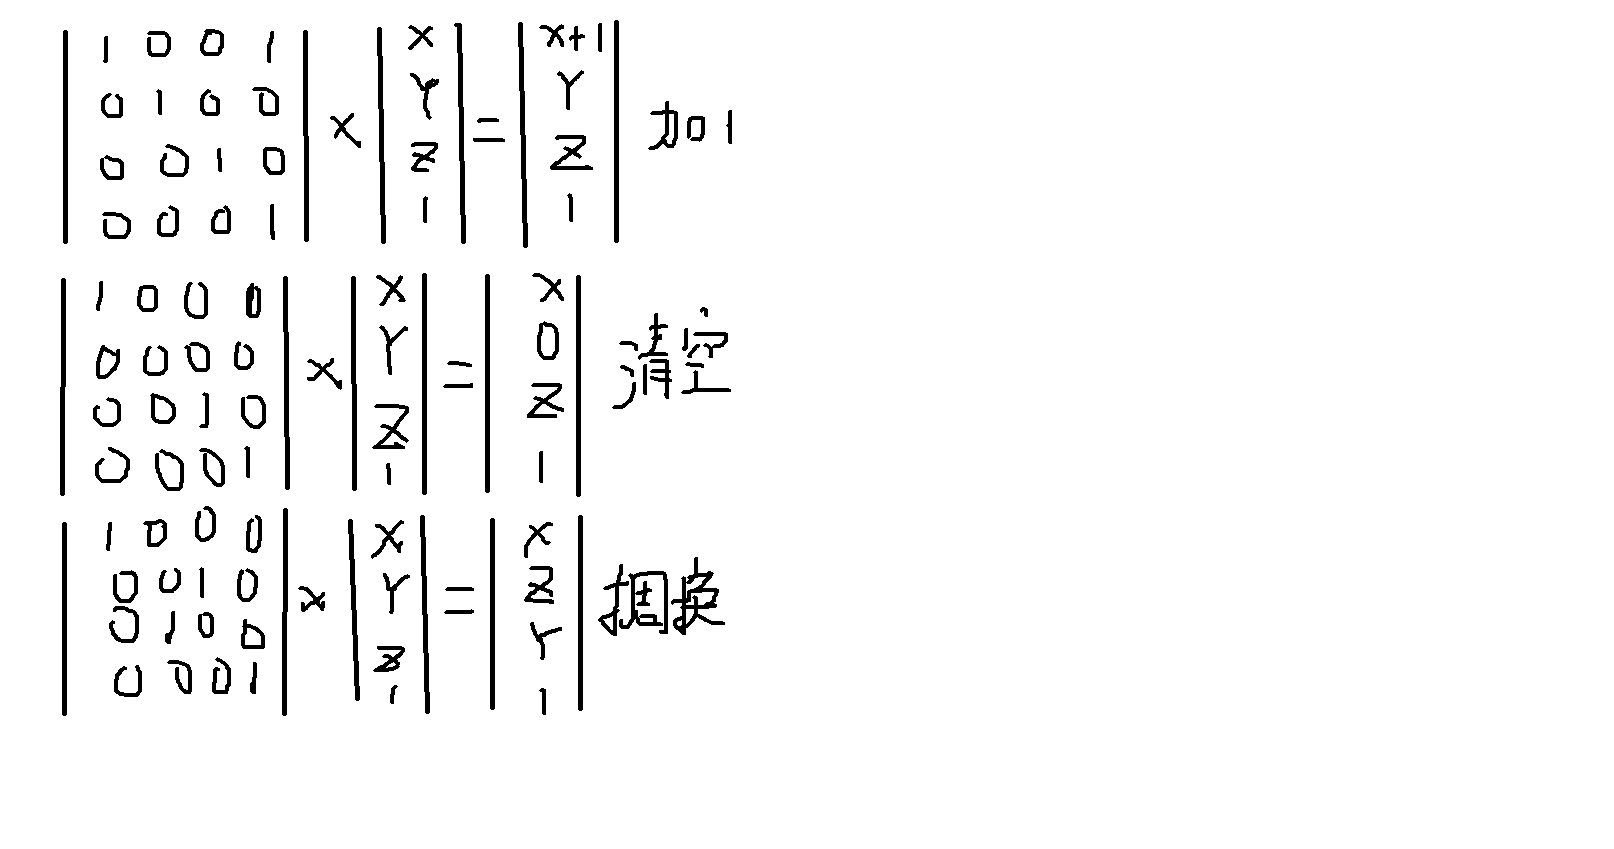 | 1 0 0 1 | | X | | X+1 |
| 0 1 0 0 | × | Y | = | Y | 加1
| 0 0 1 0 | | Z | | Z |
| 0 0 0 1 | | 1 | | 1 |
| 1 0 0 0 | | X | | X |
| 0 0 0 0 | × | Y | = | 0 | 清空
| 0 0 1 0 | | Z | | Z |
| 0 0 0 1 | | 1 | | 1 |
| 1 0 0 0 | | X | | X |
| 0 0 1 0 | × | Y | = | Z | 掉换
| 0 1 0 0 | | Z | | Y |
| 0 0 0 1 | | 1 | | 1 |